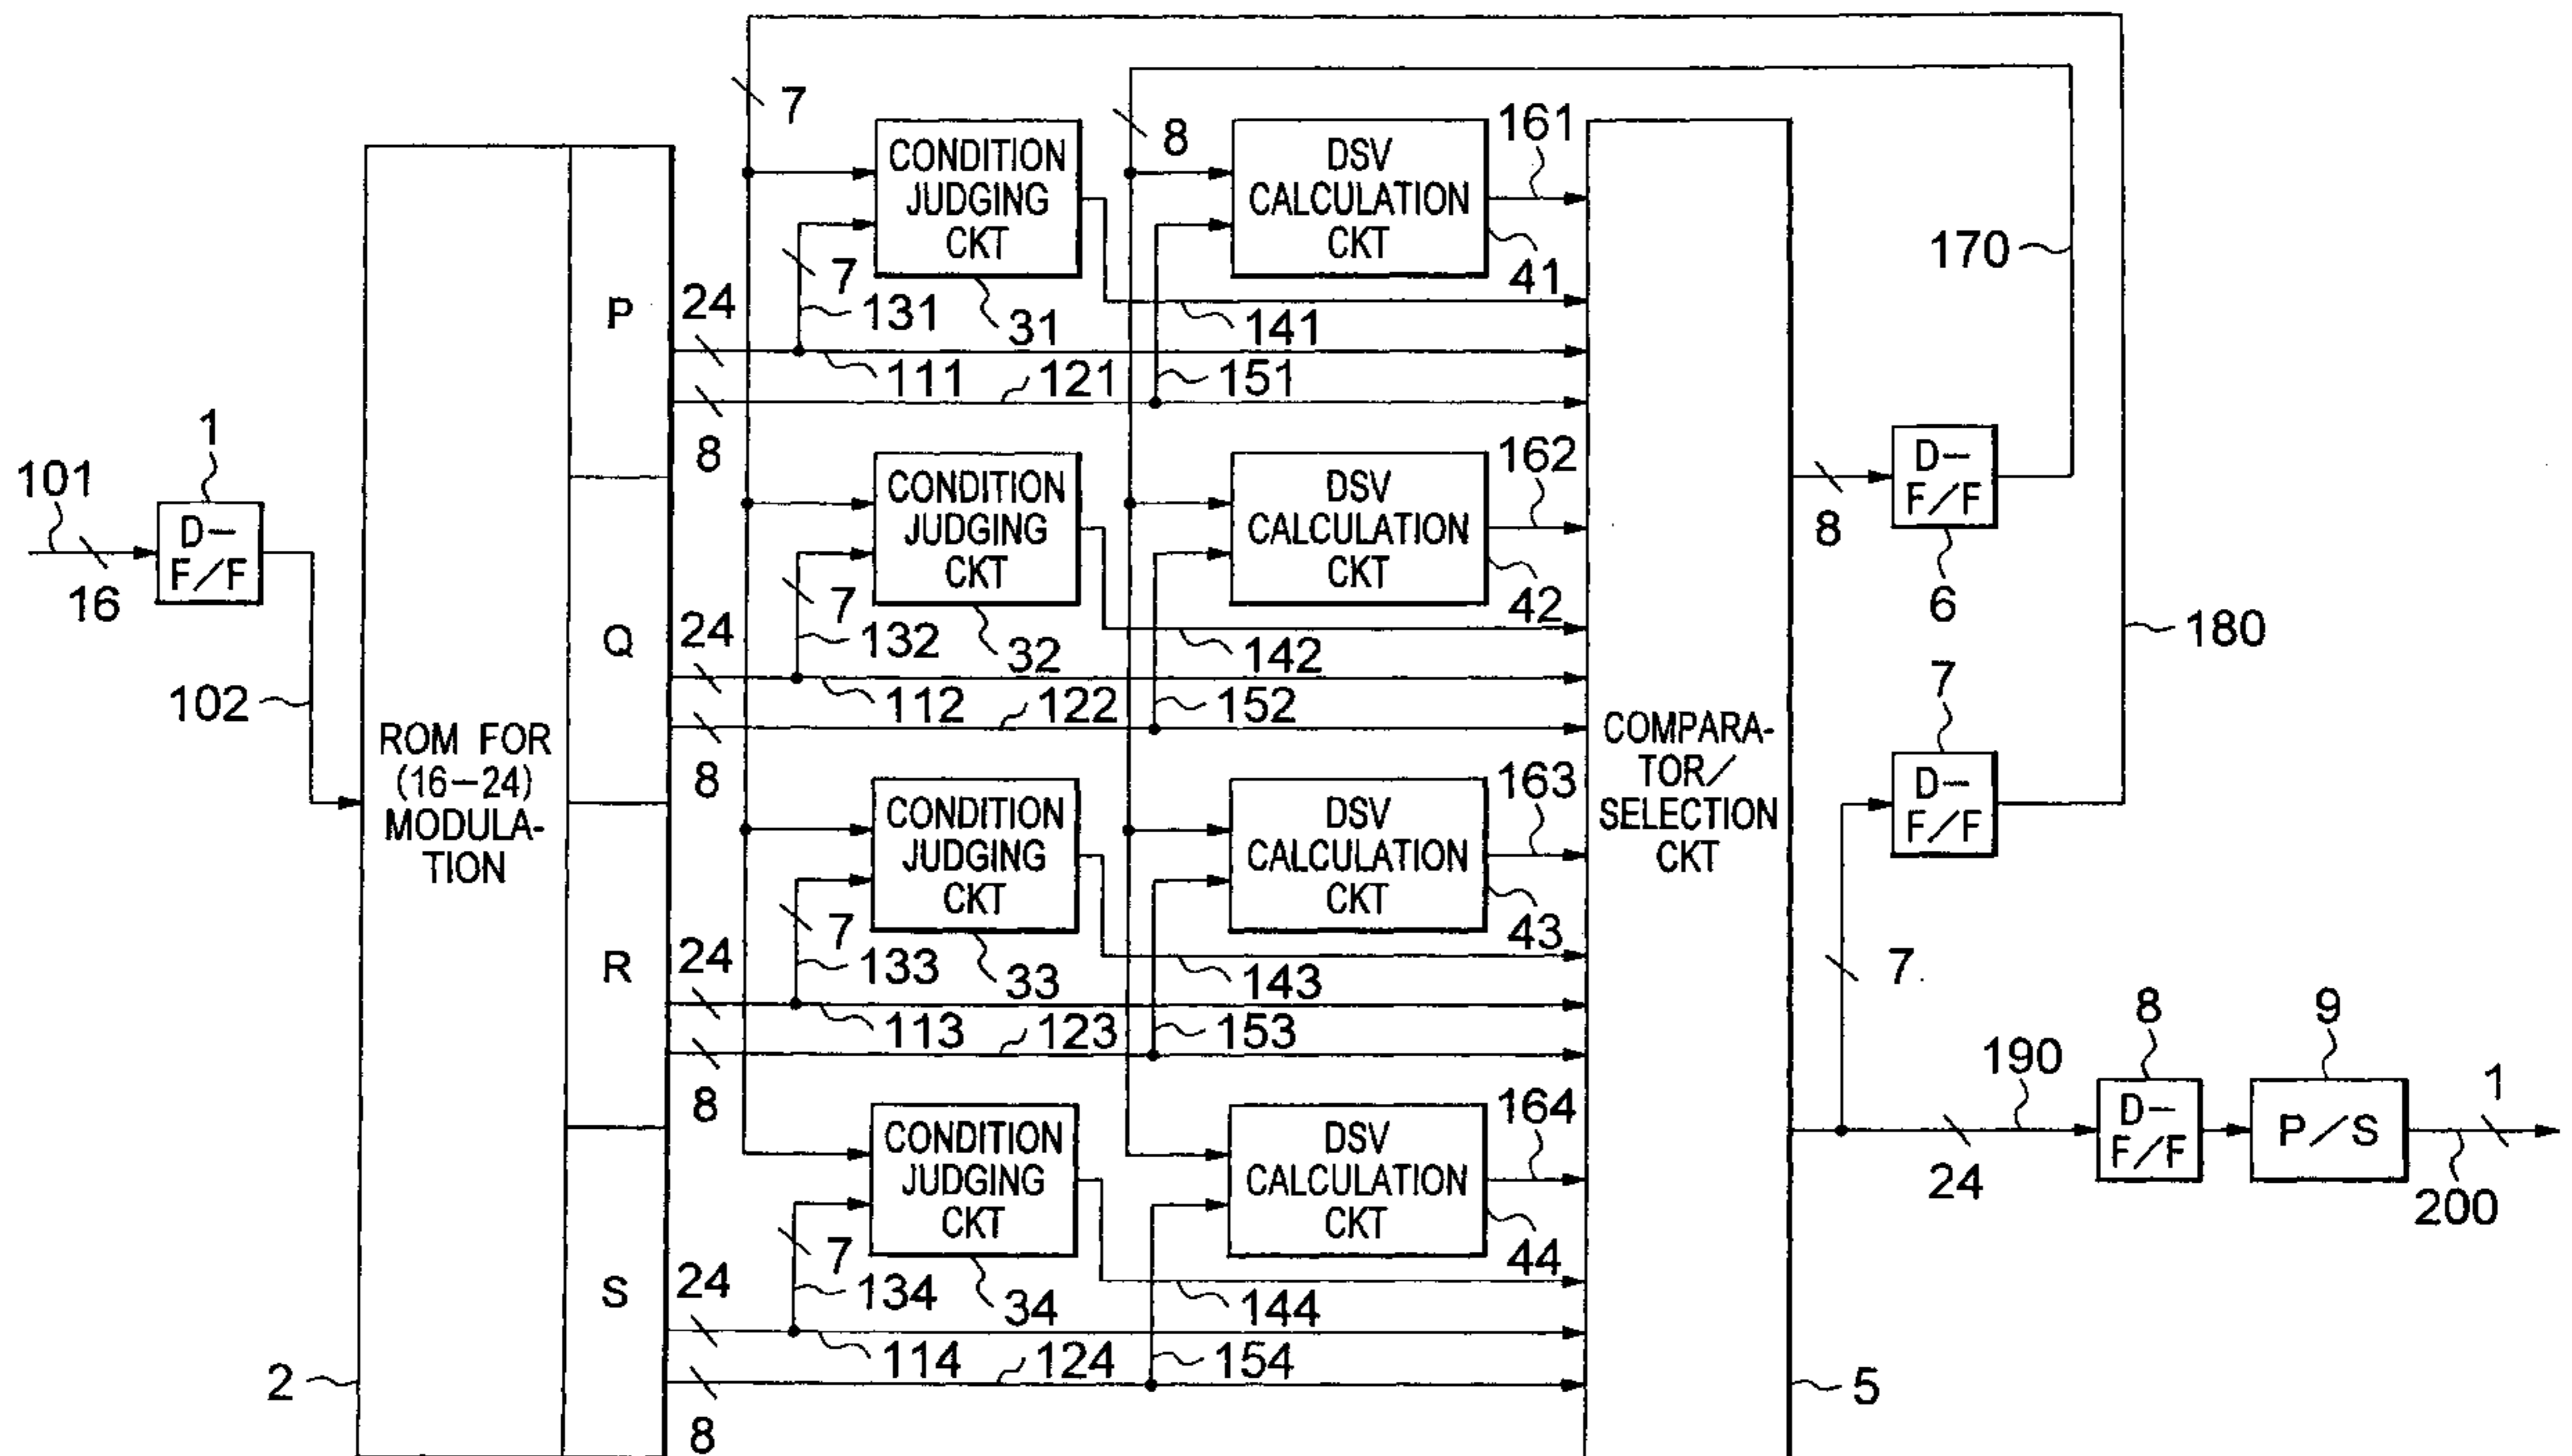 7
8
CONDITION
JUDGING
CKT
DSV
CALCULATION
CKT
161
7
131
31
41
141
170
P
24
111
121
151
8
101
16
1
D-
F/F
102
CONDITION
JUDGING
CKT
DSV
CALCULATION
CKT
162
8
D-
F/F
6
7
132
32
42
142
180
Q
24
112
122
152
8
ROM FOR
(16-24)
MODULA-
TION
COMPARA-
TOR/
SELECTION
CKT
7
D-
F/F
CONDITION
JUDGING
CKT
DSV
CALCULATION
CKT
163
7
133
33
43
143
7
R
24
113
123
153
8
CONDITION
JUDGING
CKT
DSV
CALCULATION
CKT
164
190
24
8
D-
F/F
9
P/S
1
200
7
134
34
44
144
S
24
114
124
154
8
2
5